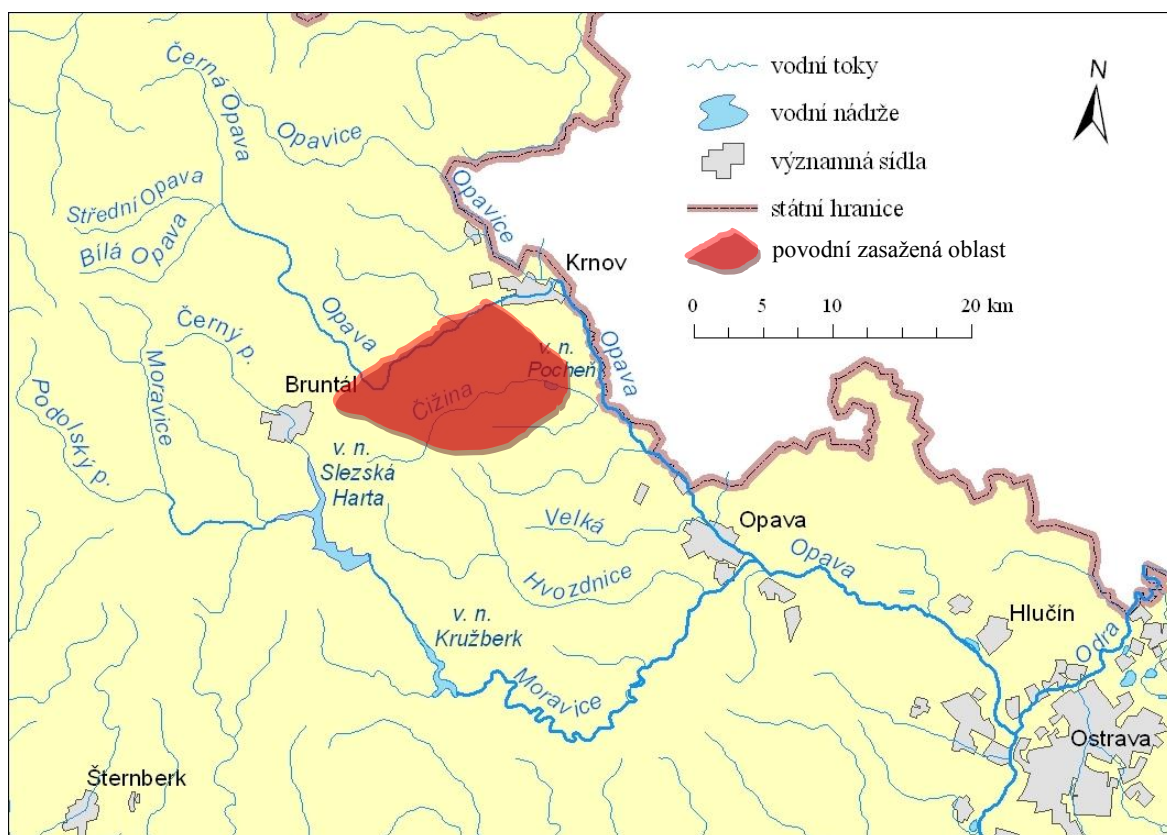 vodní toky
vodní nádrže
významná sídla
státní hranice
povodní zasažená oblast
0 5 10 20 km
N
Černá Opava
Opavice
Střední Opava
Bílá Opava
Opavice
Krnov
Opava
Černý p.
Moravice
Podolský p.
Bruntál
Čižina
v. n.
Pocheň
Opava
v. n.
Slezská
Harta
Velká
Opava
Opava
Hvozdnice
v. n.
Kružberk
Moravice
Hlučín
Odra
Ostrava
Šternberk